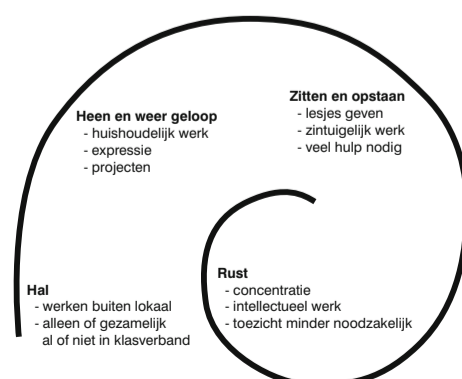 Heen en weer geloop
- huishoudelijk werk
- expressie
- projecten
Zitten en opstaan
- lesjes geven
- zintuigelijk werk
- veel hulp nodig
Hal
- werken buiten lokaal
- alleen of gezamelijk
al of niet in klasverband
Rust
- concentratie
- intellectueel werk
- toezicht minder noodzakelijk